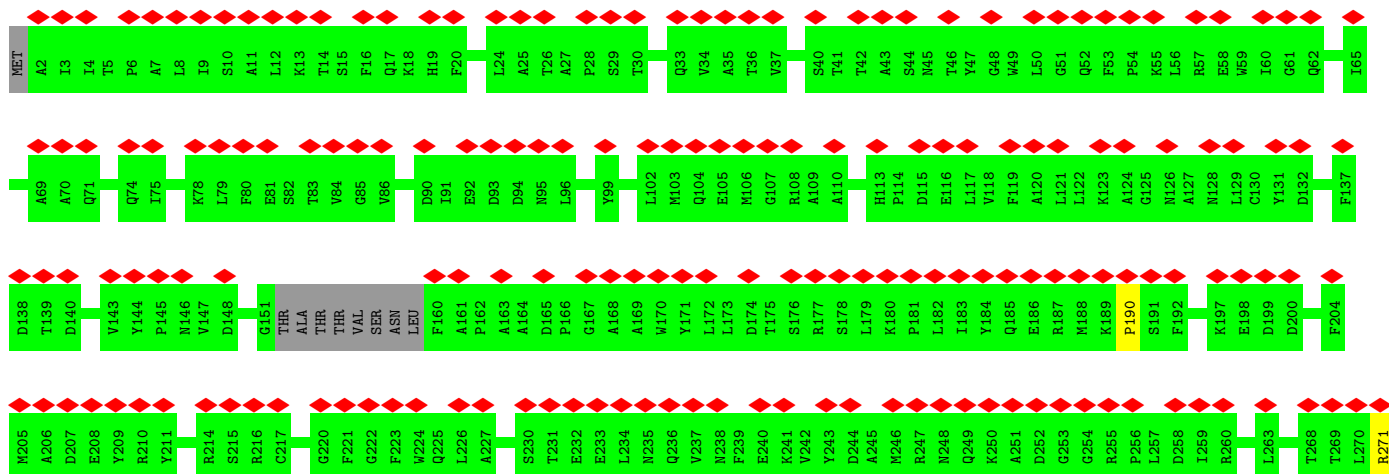 MET A2 I3 I4 T5 P6 A7 L8 I9 S10 A11 L12 K13 T14 S15 F16 Q17 K18 H19 F20 L24 A25 T26 A27 P28 S29 T30 Q33 V34 A35 T36 V37 S40 T41 T42 A43 S44 N45 T46 Y47 G48 W49 L50 G51 Q52 F53 P54 K55 L56 R57 E58 W59 I60 G61 Q62 I65
A69 A70 Q71 Q74 I75 K78 L79 F80 E81 S82 T83 V84 G85 V86 D90 I91 E92 D93 D94 N95 L96 Y99 L102 M103 Q104 E105 M106 G107 R108 A109 A110 H113 P114 D115 E116 L117 V118 F119 A120 L121 L122 K123 A124 G125 N126 A127 N128 L129 C130 Y131 D132 F137
D138 T139 D140 V143 Y144 P145 N146 V147 D148 G151 THR ALA THR THR VAL SER ASN LEU F160 A161 P162 A163 A164 D165 P166 G167 A168 A169 W170 Y171 L172 L173 D174 T175 S176 R177 S178 L179 K180 P181 L182 I183 Y184 Q185 E186 R187 M188 K189 P190 S191 F192 K197 E198 D199 D200 F204
M205 A206 D207 E208 Y209 R210 Y211 R214 S215 R216 C217 G220 F221 G222 F223 W224 Q225 L226 A227 S230 T231 E232 E233 L234 N235 Q236 V237 N238 F239 E240 K241 V242 Y243 D244 A245 M246 R247 N248 Q249 K250 A251 D252 G253 G254 R255 P256 L257 D258 I259 R260 L263 T268 T269 L270 R271